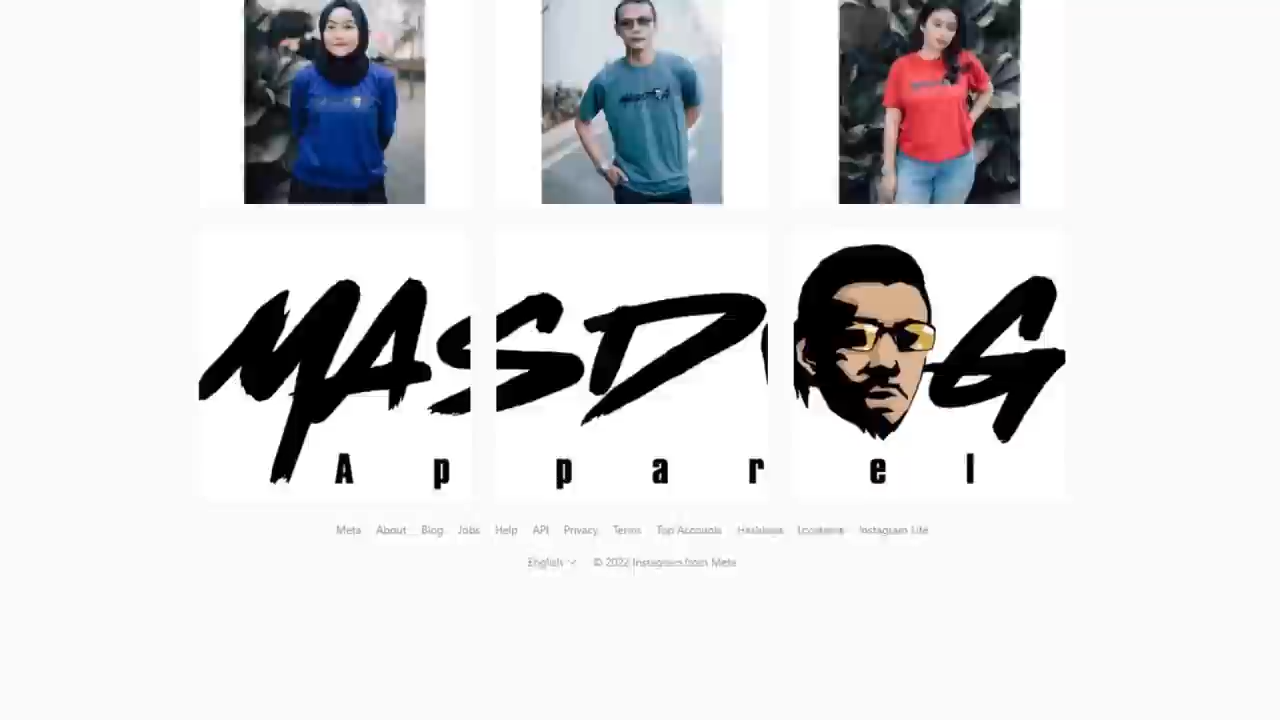 MASD G
Apparel
Meta About Blog Jobs Help API Privacy Terms Top Accounts Hashtags Locations Instagram Lite
English © 2022 Instagram from Meta